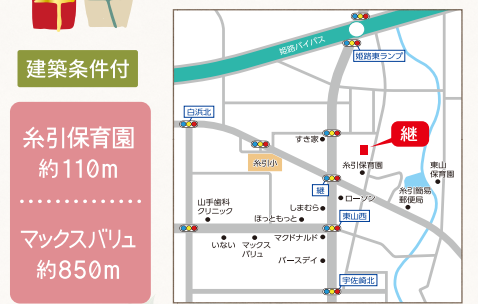 建築条件付
糸引保育園
約110m
マックスバリュ
約850m
姫路バイパス
姫路東ランプ
白浜北
すき家
継
糸引小
糸引保育園
東山
保育園
継
ローソン
糸引簡易
郵便局
山手歯科
クリニック
しまむら
ほっともっと
東山西
いない
マックス
バリュ
マクドナルド
バースデイ
宇佐崎北